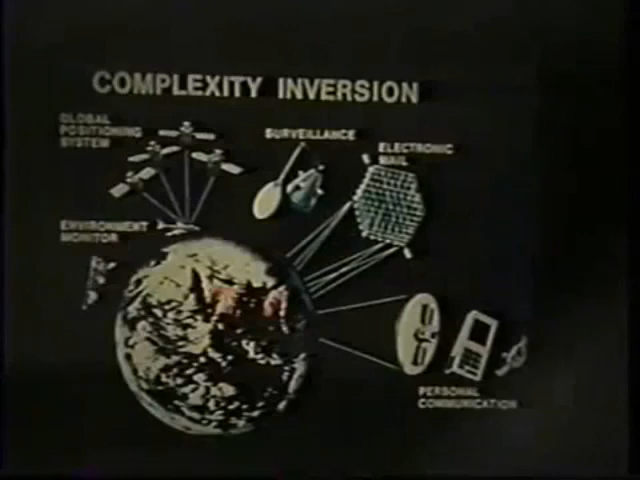 COMPLEXITY INVERSION
GLOBAL
POSITIONING
SYSTEM
SURVEILLANCE
ELECTRONIC
MAIL
ENVIRONMENT
MONITOR
PERSONAL
COMMUNICATION